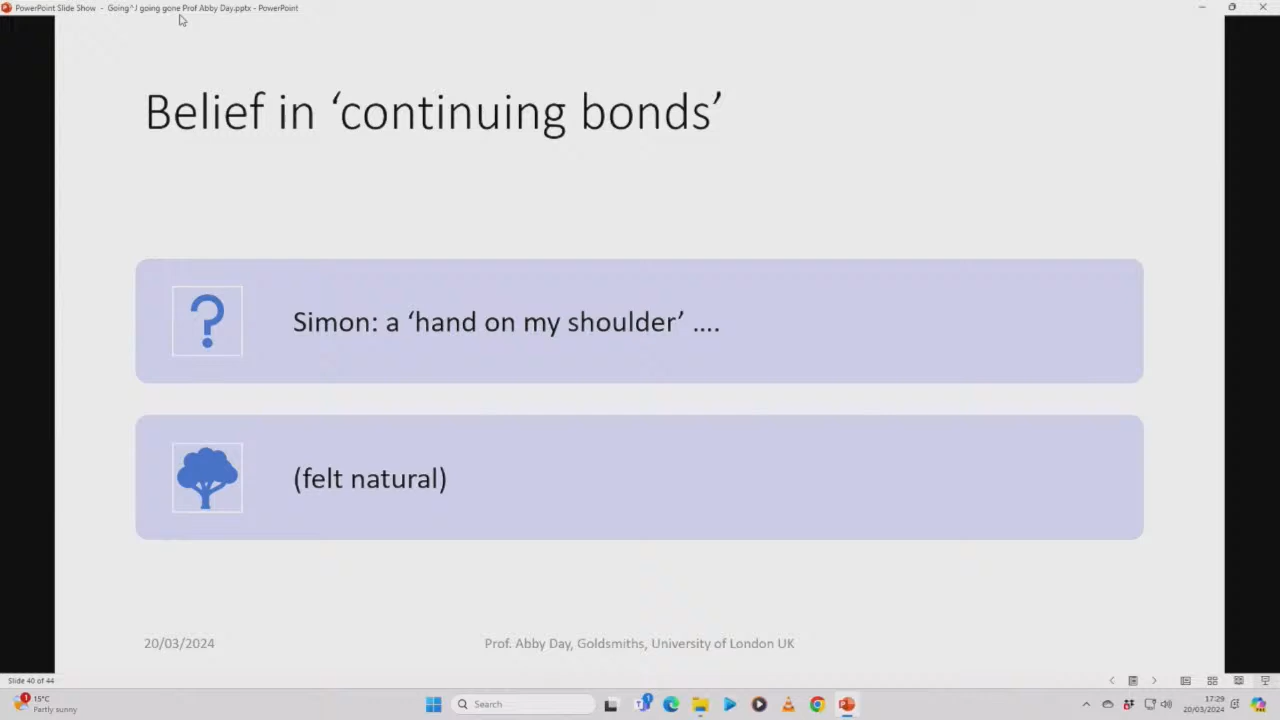 PowerPoint Slide Show - Going^J going gone Prof Abby Day.pptx - PowerPoint
Belief in ‘continuing bonds’
Simon: a ‘hand on my shoulder’ ….
(felt natural)
20/03/2024
Prof. Abby Day, Goldsmiths, University of London UK
Slide 40 of 44
1
15°C
Partly sunny
Search
1
17:29
20/03/2024